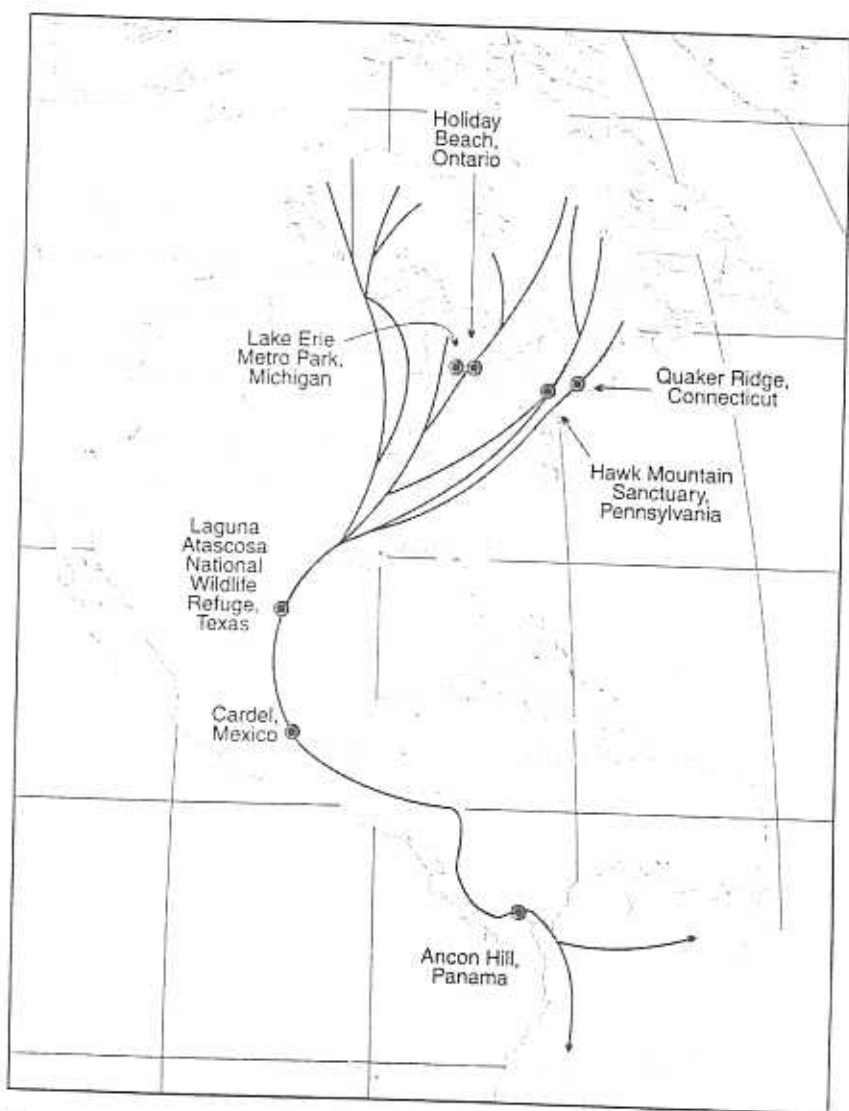 Holiday
Beach,
Ontario
Lake Erie
Metro Park,
Michigan
Quaker Ridge,
Connecticut
Hawk Mountain
Sanctuary,
Pennsylvania
Laguna
Atascosa
National
Wildlife
Refuge,
Texas
Cardel,
Mexico
Ancon Hill,
Panama